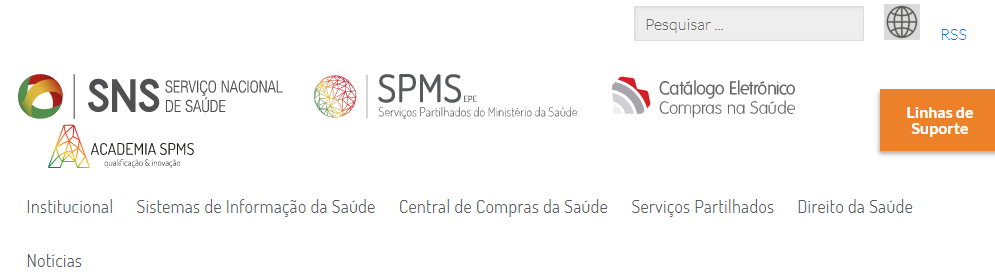 Pesquisar ...
RSS
SNS SERVIÇO NACIONAL
DE SAÚDE
SPMS EPE
Serviços Partilhados do Ministério da Saúde
Catálogo Eletrónico
Compras na Saúde
Linhas de
Suporte
ACADEMIA SPMS
qualificação & inovação
Institucional Sistemas de Informação da Saúde Central de Compras da Saúde Serviços Partilhados Direito da Saúde
Notícias